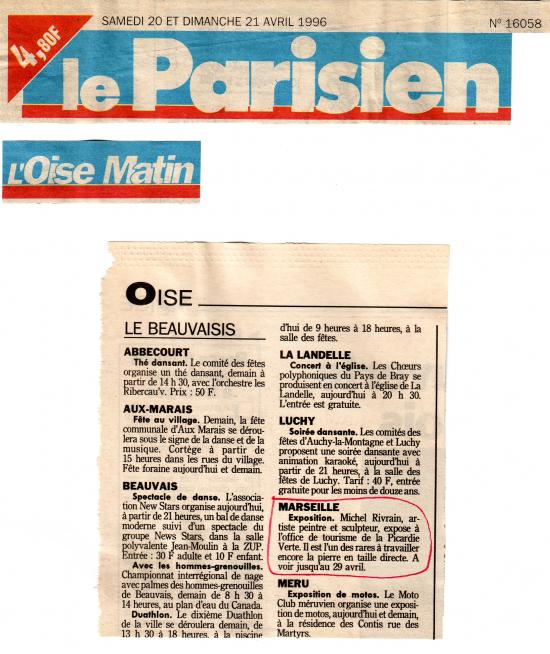 SAMEDI 20 ET DIMANCHE 21 AVRIL 1996
N° 16058
4,80F
le Parisien
L'Oise Matin
OISE
LE BEAUVAISIS
ABBECOURT
Thé dansant. Le comité des fêtes
organise un thé dansant, demain à
partir de 14 h 30, avec l'orchestre les
Ribercau'v. Prix : 50 F.
AUX-MARAIS
Fête au village. Demain, la fête
communale d'Aux Marais se dérou-
lera sous le signe de la danse et de la
musique. Cortège à partir de
15 heures dans les rues du village.
Fête foraine aujourd'hui et demain.
BEAUVAIS
Spectacle de danse. L'associa-
tion New Stars organise aujourd'hui,
à partir de 21 heures, un bal de danse
moderne suivi d'un spectacle du
groupe News Stars, dans la salle
polyvalente Jean-Moulin à la ZUP.
Entrée : 30 F adulte et 10 F enfant.
Avec les hommes-grenouilles.
Championnat interrégional de nage
avec palmes des hommes-grenouilles
de Beauvais, demain de 8 h 30 à
14 heures, au plan d'eau du Canada.
Duathlon. Le dixième Duathlon
de la ville se déroulera demain, de
13 h 30 à 18 heures, à la piscine
d'hui de 9 heures à 18 heures, à la
salle des fêtes.
LA LANDELLE
Concert à l'église. Les Chœurs
polyphoniques du Pays de Bray se
produisent en concert à l'église de La
Landelle, aujourd'hui à 20 h 30.
L'entrée est gratuite.
LUCHY
Soirée dansante. Les comités des
fêtes d'Auchy-la-Montagne et Luchy
proposent une soirée dansante avec
animation karaoké, aujourd'hui à
partir de 21 heures, à la salle des
fêtes de Luchy. Tarif : 40 F, entrée
gratuite pour les moins de douze ans.
MARSEILLE
Exposition. Michel Rivrain, ar-
tiste peintre et sculpteur, expose à
l'office de tourisme de la Picardie
Verte. Il est l'un des rares à travailler
encore la pierre en taille directe. A
voir jusqu'au 29 avril.
MERU
Exposition de motos. Le Moto
Club méruvien organise une exposi-
tion de motos, aujourd'hui et demain,
à la résidence des Contis rue des
Martyrs.